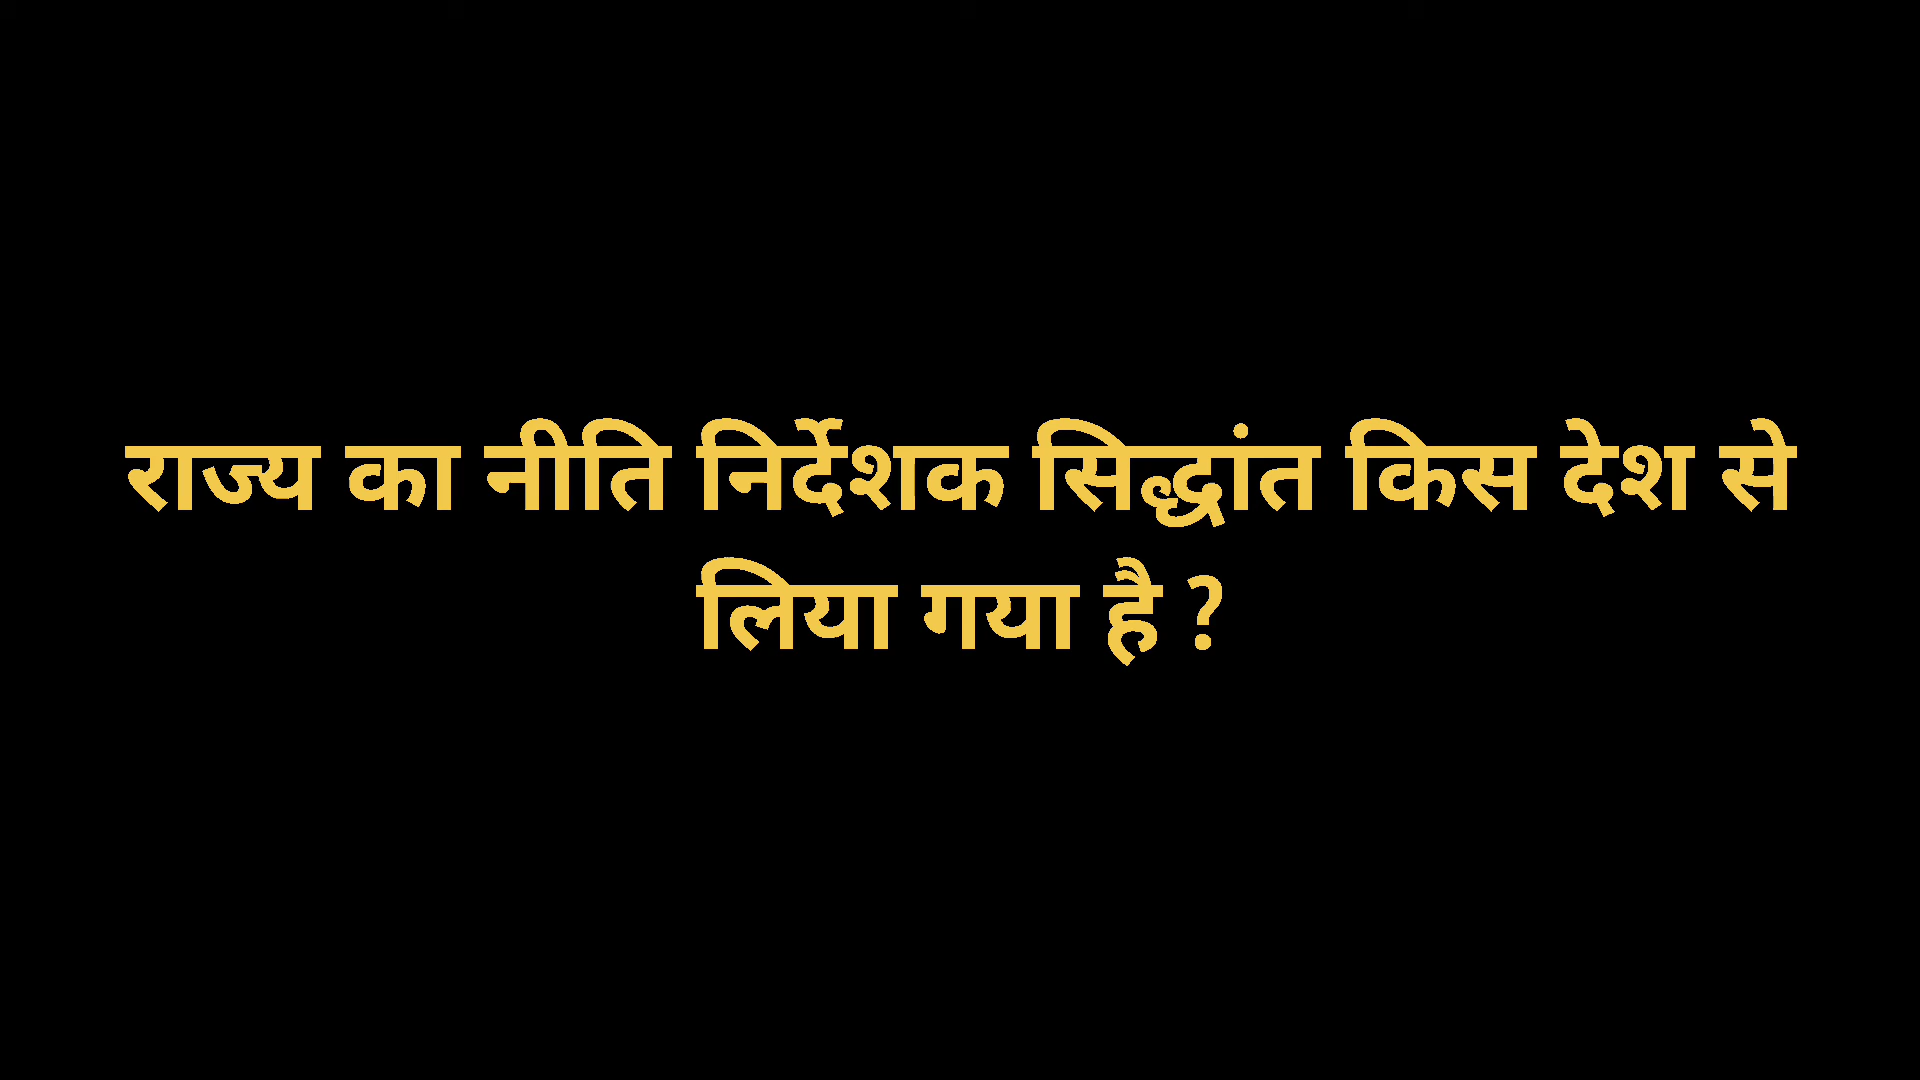 राज्य का नीति निर्देशक सिद्धांत किस देश से
लिया गया है ?